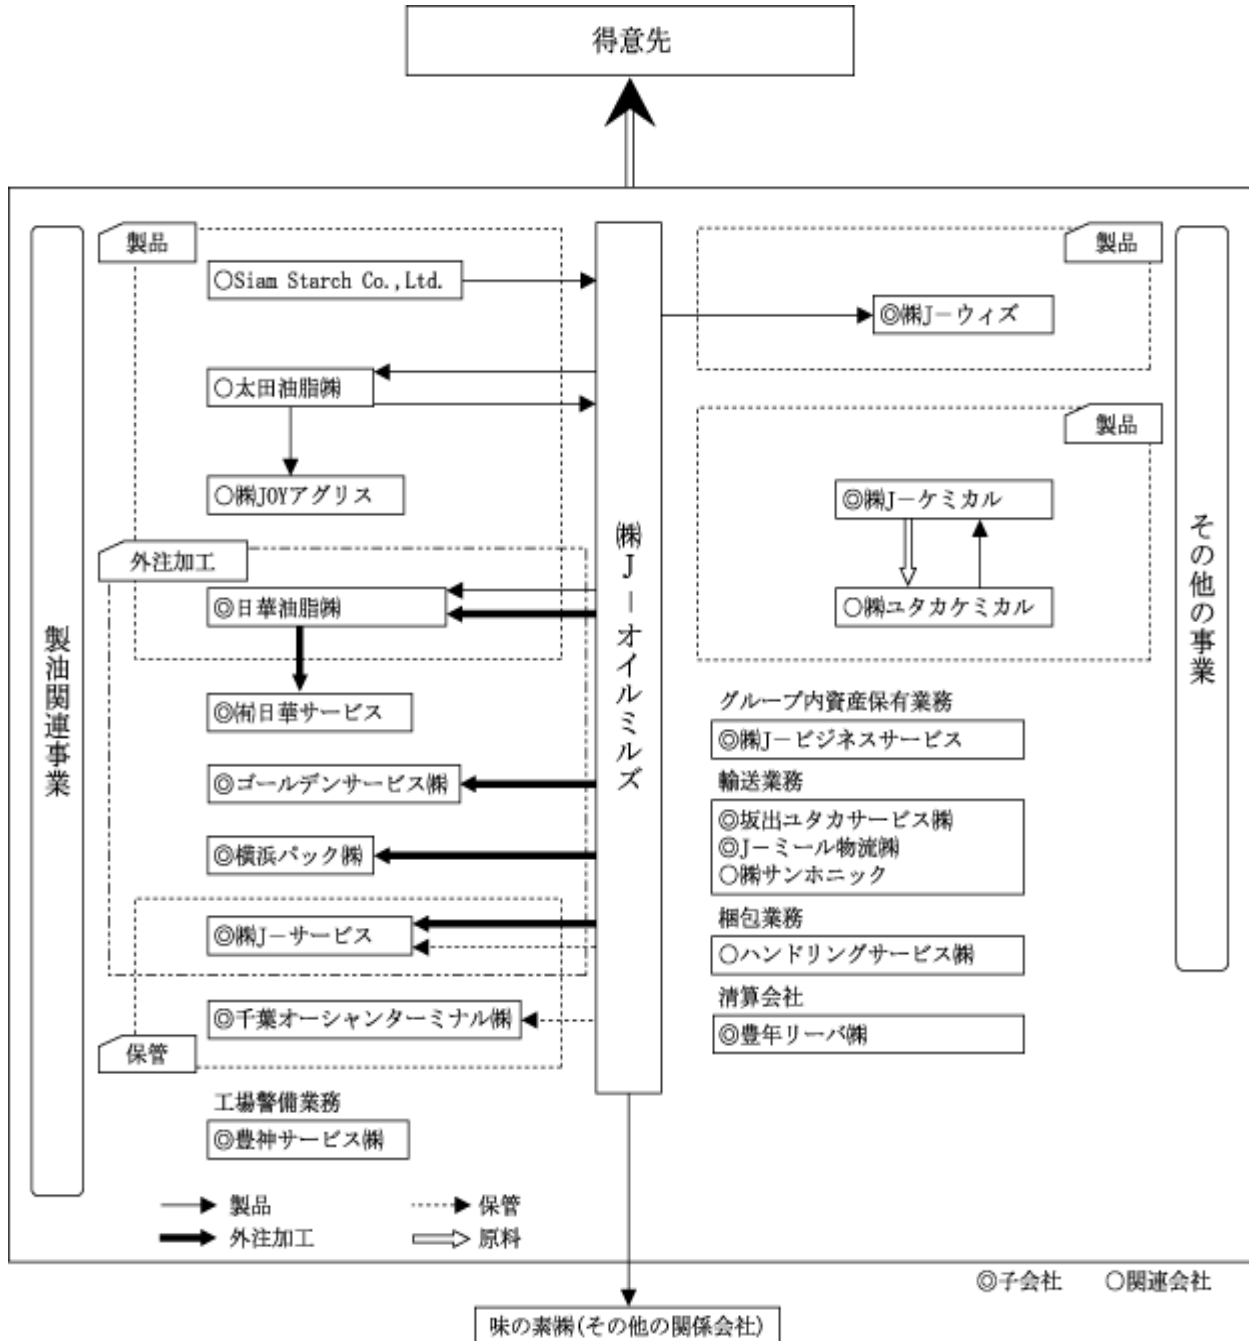 得意先
製油関連事業
製品
○Siam Starch Co.,Ltd.
○太田油脂㈱
○㈱JOYアグリス
外注加工
◎日華油脂㈱
◎㈲日華サービス
◎ゴールデンサービス㈱
◎横浜パック㈱
◎㈱J－サービス
◎千葉オーシャンターミナル㈱
保管
工場警備業務
◎豊神サービス㈱
㈱J－オイルミルズ
製品
◎㈱J－ウィズ
製品
◎㈱J－ケミカル
○㈱ユタカケミカル
グループ内資産保有業務
◎㈱J－ビジネスサービス
輸送業務
◎坂出ユタカサービス㈱
◎J－ミール物流㈱
○㈱サンホニック
梱包業務
○ハンドリングサービス㈱
清算会社
◎豊年リーバ㈱
その他の事業
製品
保管
外注加工
原料
◎子会社 ○関連会社
味の素㈱(その他の関係会社)